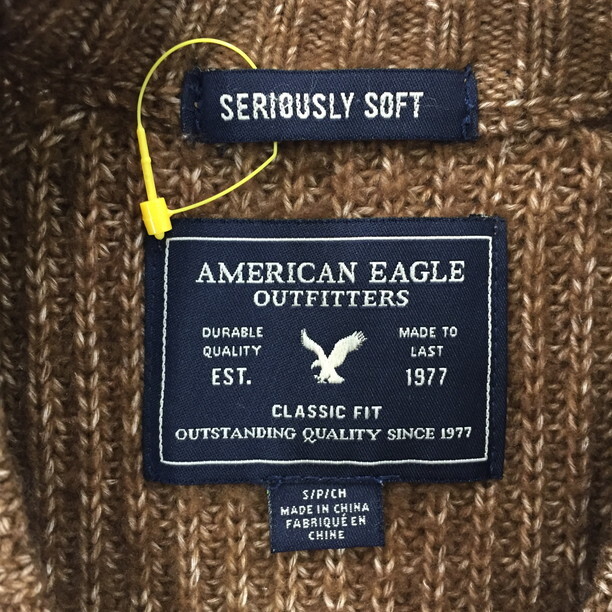 SERIOUSLY SOFT
AMERICAN EAGLE
OUTFITTERS
DURABLE
QUALITY
EST.
MADE TO
LAST
1977
CLASSIC FIT
OUTSTANDING QUALITY SINCE 1977
S/P/CH
MADE IN CHINA
FABRIQUÉ EN
CHINE